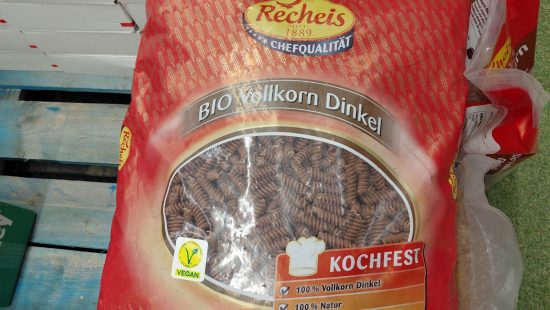 Recheis
1889
CHEFQUALITÄT
BIO Vollkorn Dinkel
KOCHFEST
100% Vollkorn Dinkel
100% Natur
VEGAN